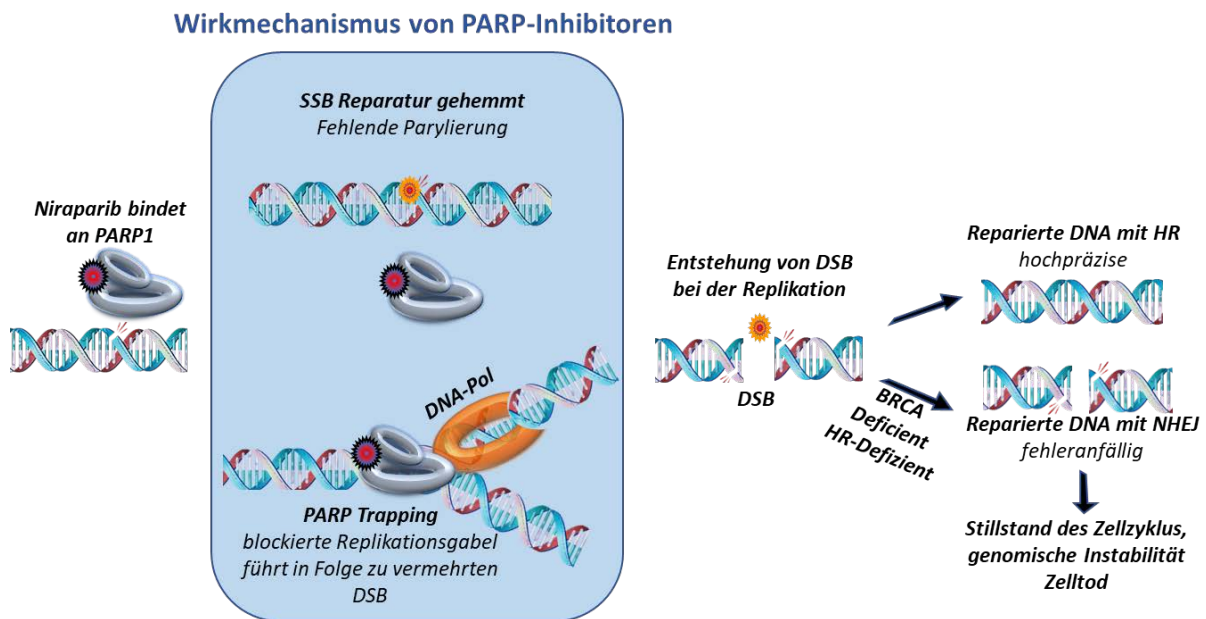 Wirkmechanismus von PARP-Inhibitoren
SSB Reparatur gehemmt
Fehlende Parylierung
Niraparib bindet
an PARP1
DNA-Pol
PARP Trapping
blockierte Replikationsgabel
führt in Folge zu vermehrten
DSB
Entstehung von DSB
bei der Replikation
DSB
BRCA
Deficient
HR-Defizient
Reparierte DNA mit HR
hochpräzise
Reparierte DNA mit NHEJ
fehleranfällig
Stillstand des Zellzyklus,
genomische Instabilität
Zelltod